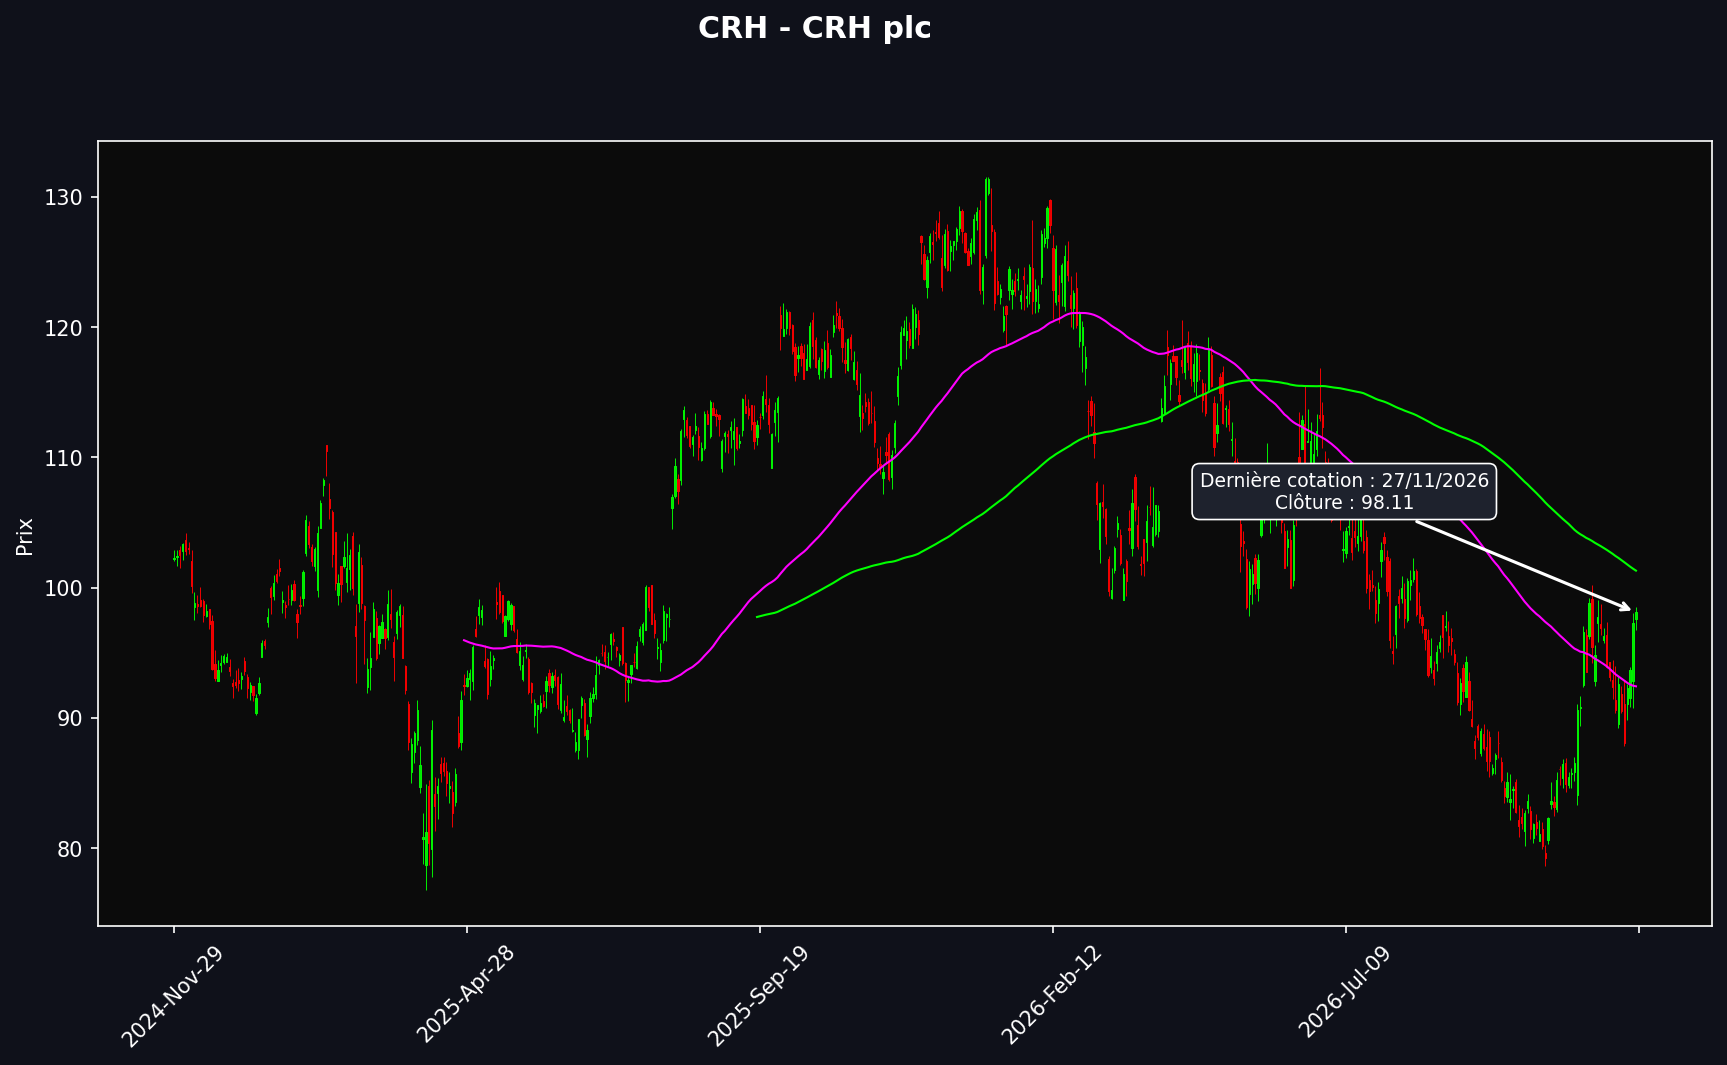 CRH - CRH plc
Prix
130
120
110
100
90
80
Dernière cotation : 27/11/2026
Clôture : 98.11
2024-Nov-29
2025-Apr-28
2025-Sep-19
2026-Feb-12
2026-Jul-09